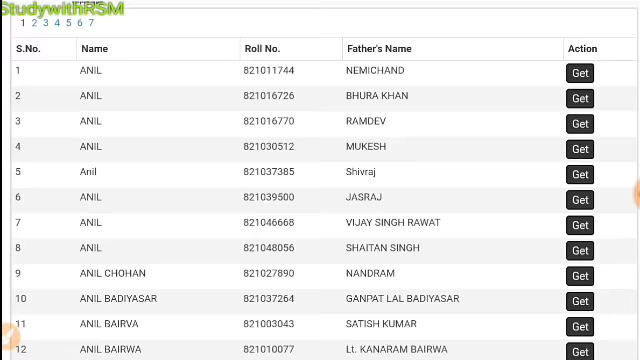 StudywithRSM
1 2 3 4 5 6 7
S.No. Name Roll No. Father's Name Action
1 ANIL 821011744 NEMICHAND Get
2 ANIL 821016726 BHURA KHAN Get
3 ANIL 821016770 RAMDEV Get
4 ANIL 821030512 MUKESH Get
5 Anil 821037385 Shivraj Get
6 ANIL 821039500 JASRAJ Get
7 ANIL 821046668 VIJAY SINGH RAWAT Get
8 ANIL 821048056 SHAITAN SINGH Get
9 ANIL CHOHAN 821027890 NANDRAM Get
10 ANIL BADIYASAR 821037264 GANPAT LAL BADIYASAR Get
11 ANIL BAIRVA 821003043 SATISH KUMAR Get
12 ANIL BAIRWA 821010077 Lt. KANARAM BAIRWA Get